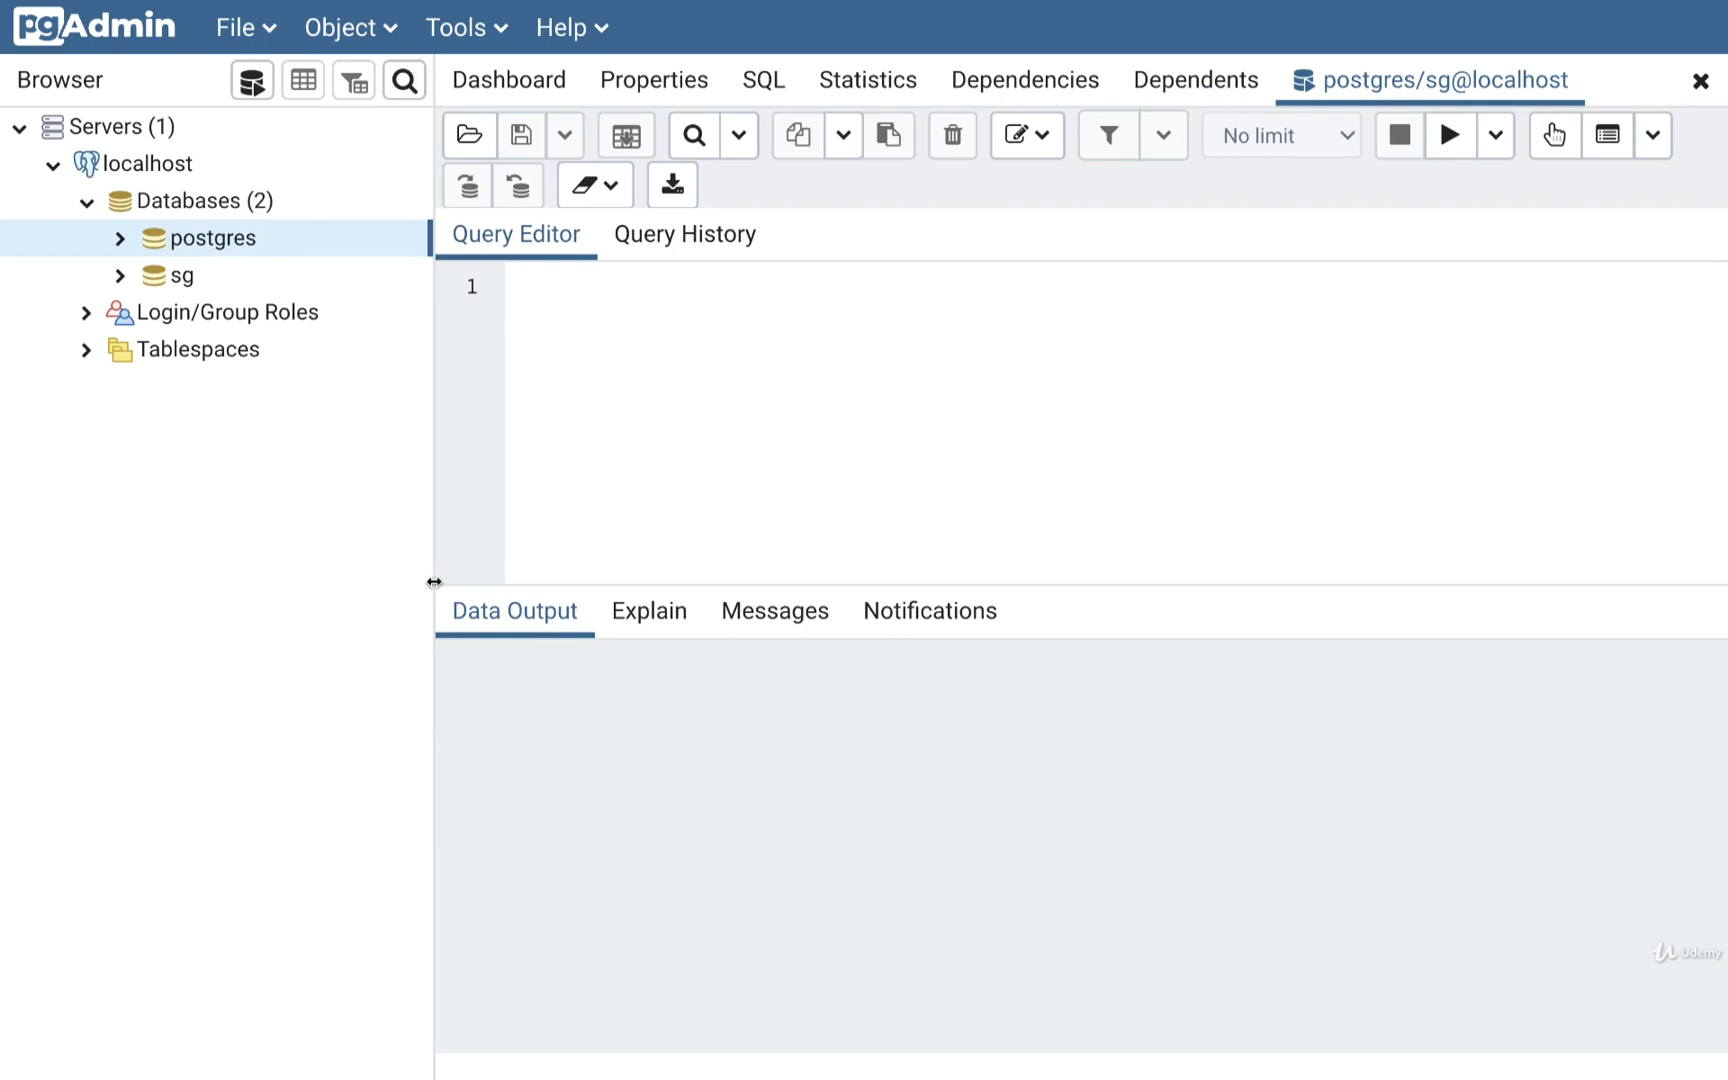 pgAdmin File Object Tools Help
Browser
Dashboard Properties SQL Statistics Dependencies Dependents postgres/sg@localhost
Servers (1)
localhost
Databases (2)
postgres
sg
Login/Group Roles
Tablespaces
No limit
Query Editor Query History
1
Data Output Explain Messages Notifications
Udemy